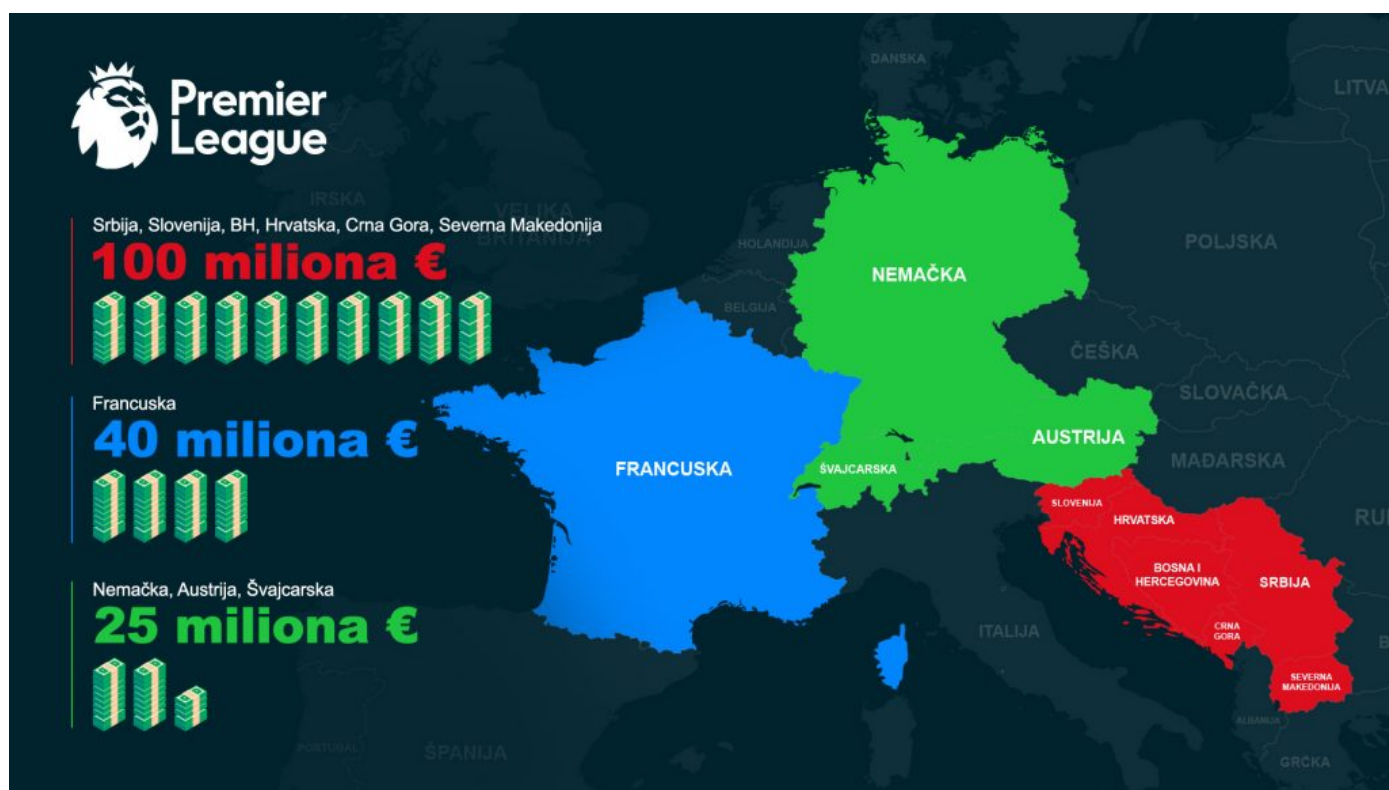 Premier
League
Srbija, Slovenija, BH, Hrvatska, Crna Gora, Severna Makedonija
100 miliona €
Francuska
40 miliona €
Nemačka, Austrija, Švajcarska
25 miliona €
DANSKA
LITVA
IRSKA
VELIKA
BRITANIJA
HOLANDIJA
POLJSKA
NEMAČKA
BELGIJA
ČEŠKA
SLOVAČKA
AUSTRIJA
MAĐARSKA
FRANCUSKA
ŠVAJCARSKA
SLOVENIJA
HRVATSKA
RU
BOSNA I
HERCEGOVINA
SRBIJA
CRNA
GORA
ITALIJA
B
SEVERNA
MAKEDONIJA
ALBANIJA
PORTUGAL
ŠPANIJA
GRČKA